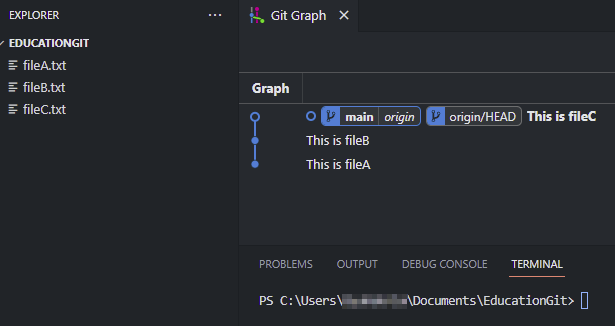 EXPLORER
EDUCATIONGIT
fileA.txt
fileB.txt
fileC.txt
Git Graph
Graph
main origin origin/HEAD This is fileC
This is fileB
This is fileA
PROBLEMS OUTPUT DEBUG CONSOLE TERMINAL
PS C:\Users\ \Documents\EducationGit>